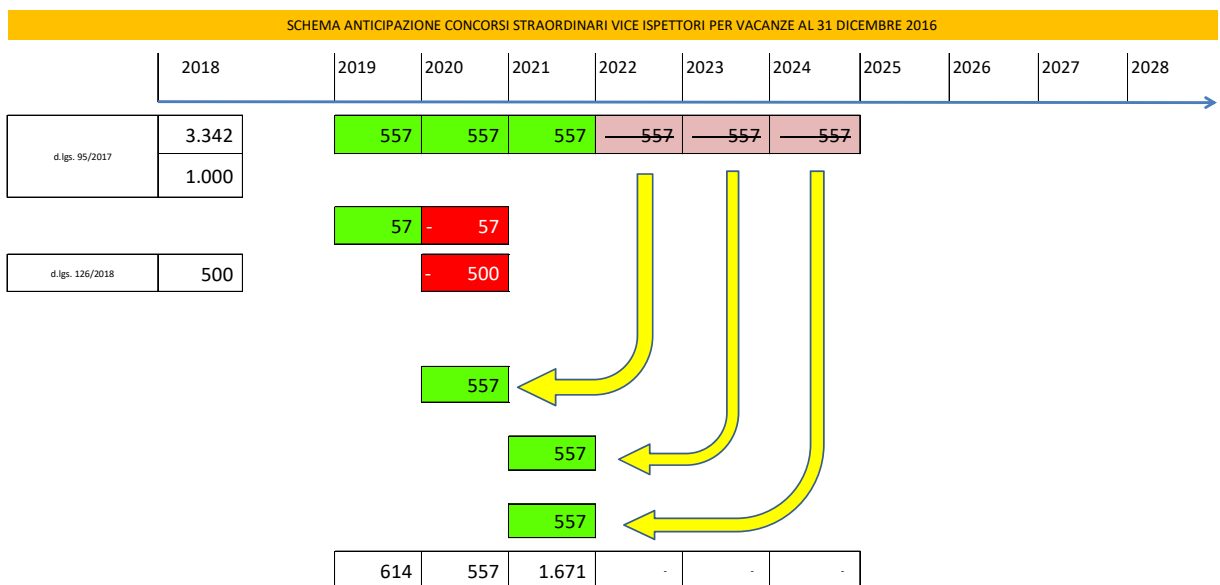 SCHEMA ANTICIPAZIONE CONCORSI STRAORDINARI VICE ISPETTORI PER VACANZE AL 31 DICEMBRE 2016
2018 2019 2020 2021 2022 2023 2024 2025 2026 2027 2028
d.lgs. 95/2017 3.342 557 557 557 557 557 557
1.000
57 - 57
d.lgs. 126/2018 500 - 500
557
557
557
614 557 1.671 - - -